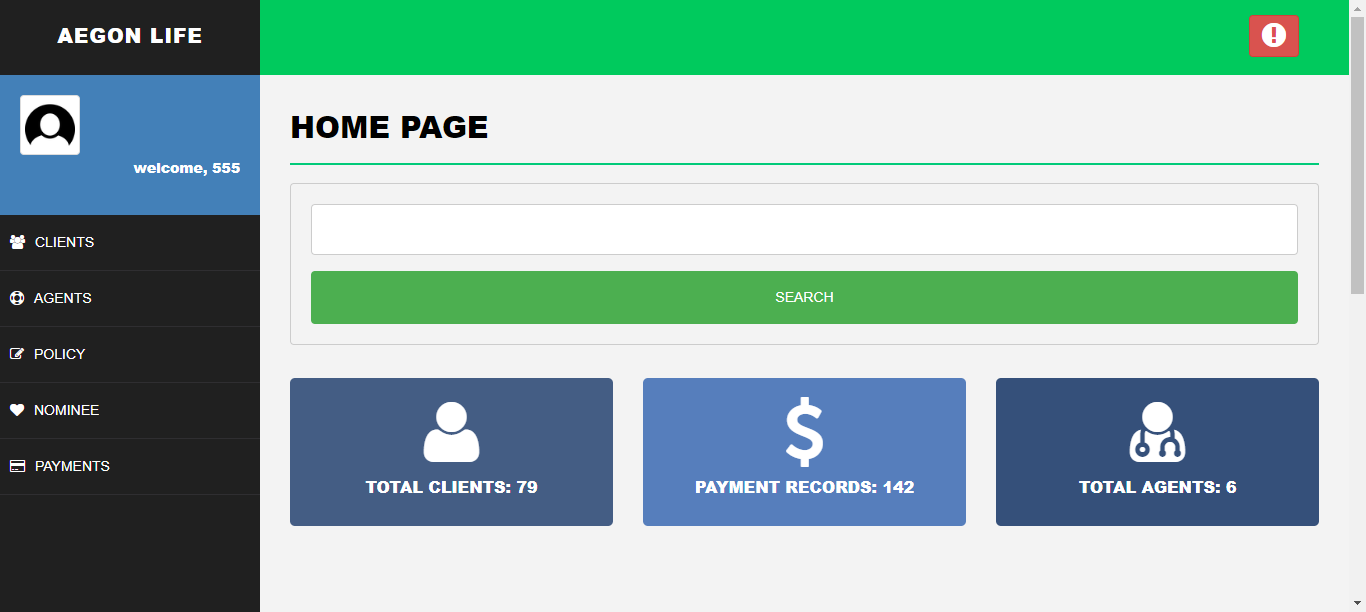 AEGON LIFE
welcome, 555
CLIENTS
AGENTS
POLICY
NOMINEE
PAYMENTS
HOME PAGE
SEARCH
TOTAL CLIENTS: 79
PAYMENT RECORDS: 142
TOTAL AGENTS: 6